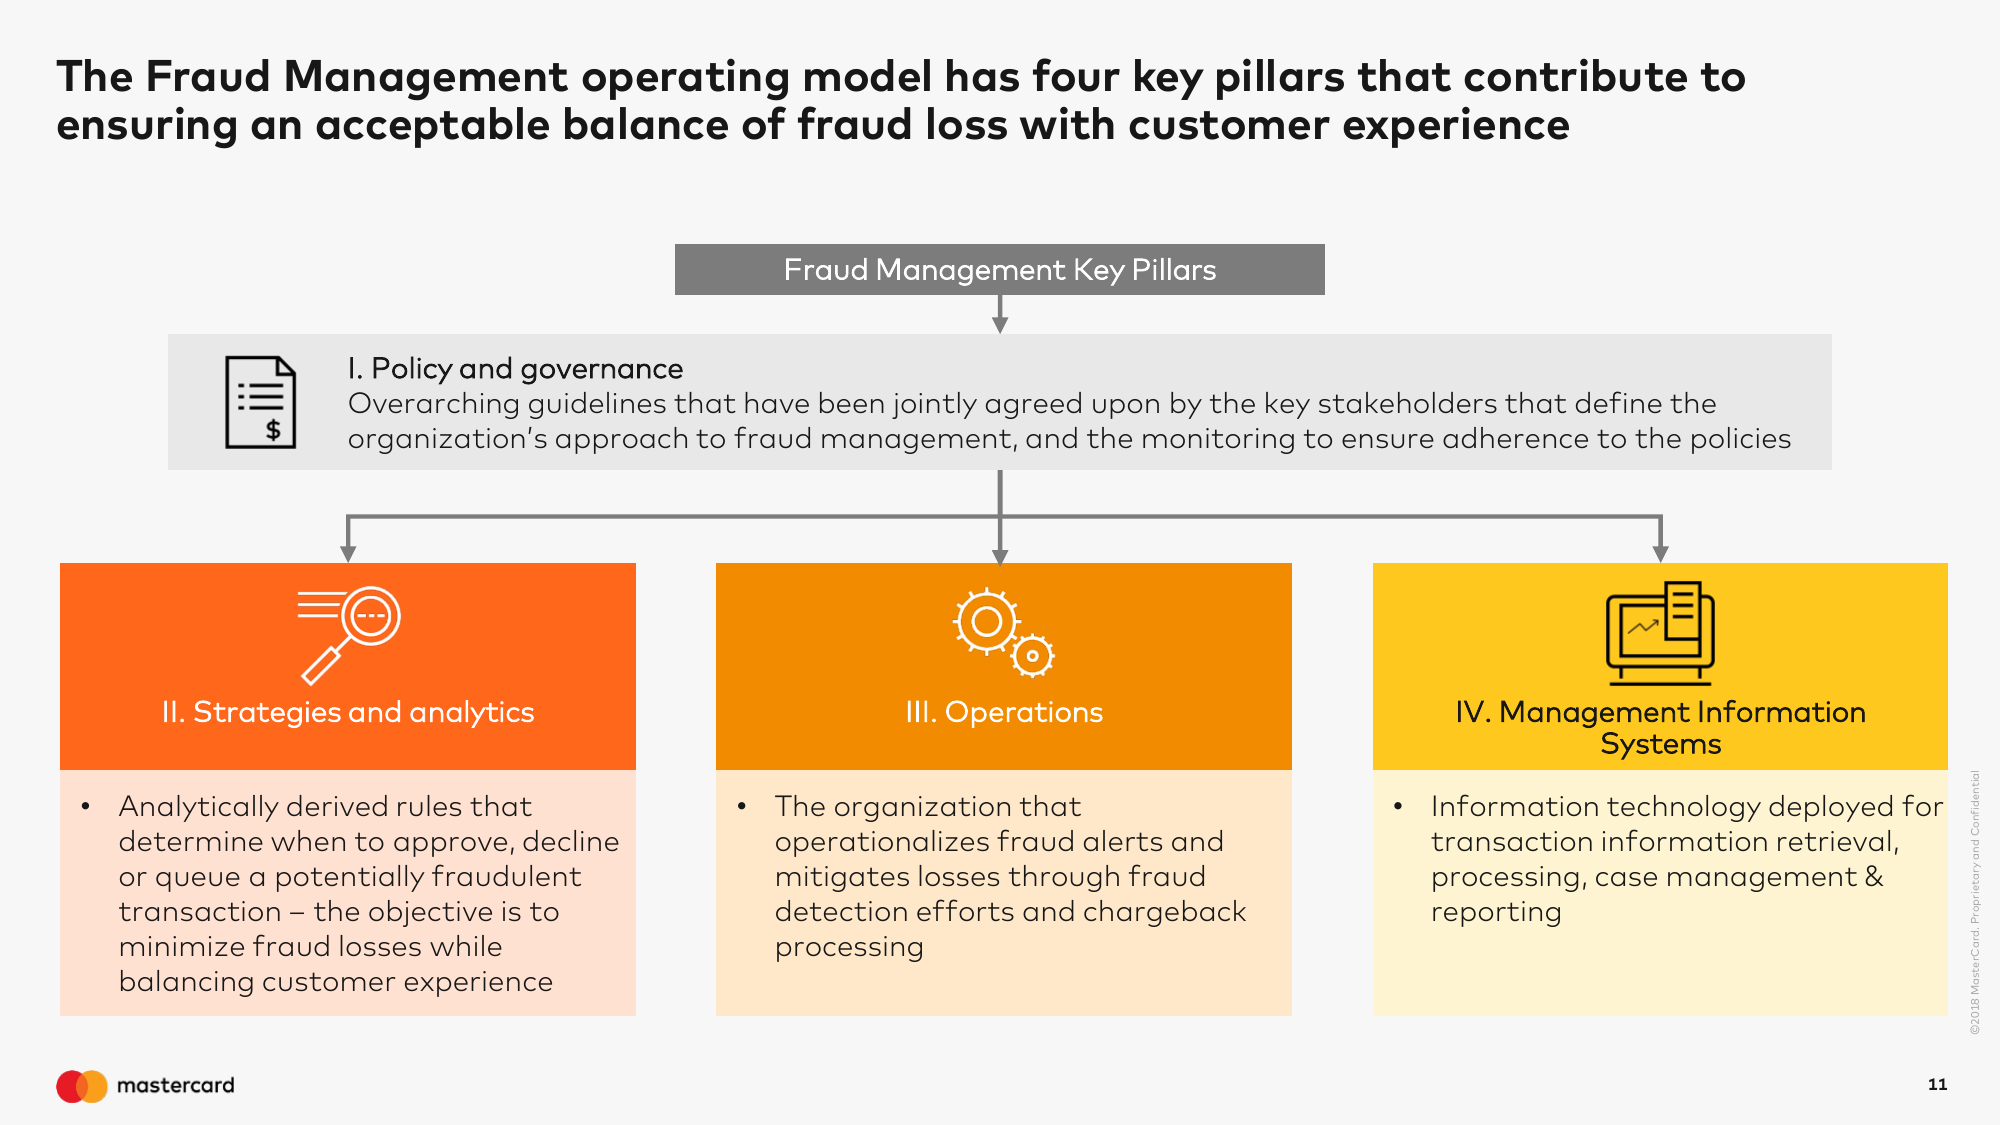 The Fraud Management operating model has four key pillars that contribute to
ensuring an acceptable balance of fraud loss with customer experience
Fraud Management Key Pillars
$
I. Policy and governance
Overarching guidelines that have been jointly agreed upon by the key stakeholders that define the
organization's approach to fraud management, and the monitoring to ensure adherence to the policies
II. Strategies and analytics
• Analytically derived rules that
determine when to approve, decline
or queue a potentially fraudulent
transaction – the objective is to
minimize fraud losses while
balancing customer experience
III. Operations
• The organization that
operationalizes fraud alerts and
mitigates losses through fraud
detection efforts and chargeback
processing
IV. Management Information
Systems
• Information technology deployed for
transaction information retrieval,
processing, case management &
reporting
©2018 MasterCard. Proprietary and Confidential
mastercard
11